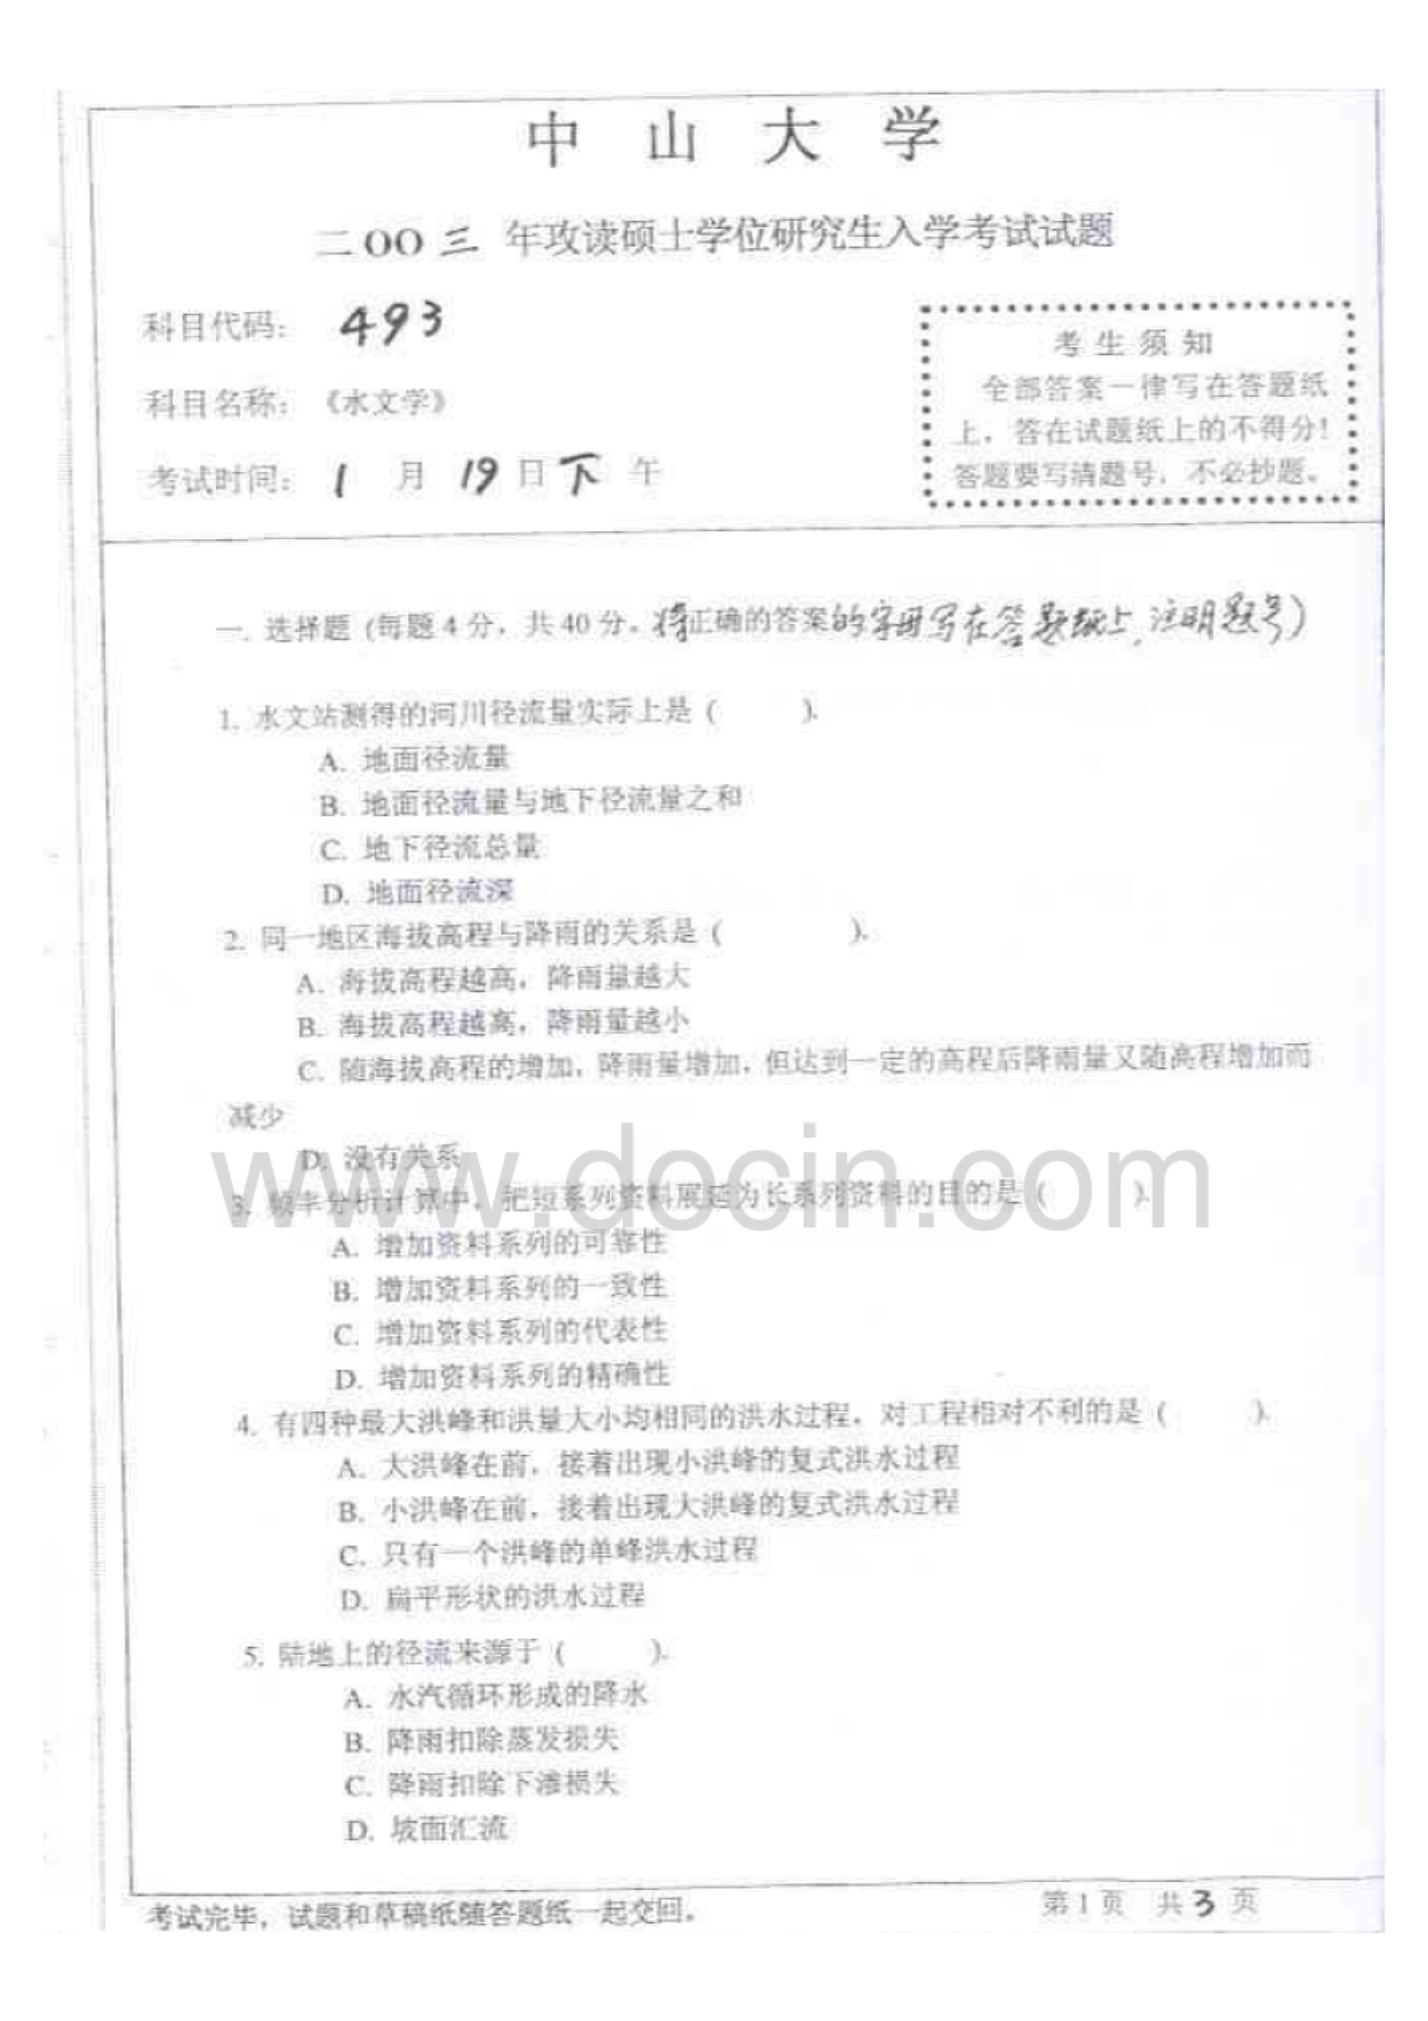 中山大学
二OO三 年攻读硕士学位研究生入学考试试题
科目代码: 493
科目名称: 《水文学》
考试时间: 1 月 19 日 下 午
考生须知
全部答案一律写在答题纸
上，答在试题纸上的不得分!
答题要写清题号，不必抄题。
一. 选择题 (每题 4 分，共 40 分。将正确的答案的字母写在答题纸上, 注明题号)
1. 水文站测得的河川径流量实际上是 ( ).
A. 地面径流量
B. 地面径流量与地下径流量之和
C. 地下径流总量
D. 地面径流深
2. 同一地区海拔高程与降雨的关系是 ( ).
A. 海拔高程越高，降雨量越大
B. 海拔高程越高，降雨量越小
C. 随海拔高程的增加，降雨量增加，但达到一定的高程后降雨量又随高程增加而
减少
D. 没有关系
www.docin.com
3. 频率分析计算中，把短系列资料展延为长系列资料的目的是 ( ).
A. 增加资料系列的可靠性
B. 增加资料系列的一致性
C. 增加资料系列的代表性
D. 增加资料系列的精确性
4. 有四种最大洪峰和洪量大小均相同的洪水过程，对工程相对不利的是 ( ).
A. 大洪峰在前，接着出现小洪峰的复式洪水过程
B. 小洪峰在前，接着出现大洪峰的复式洪水过程
C. 只有一个洪峰的单峰洪水过程
D. 扁平形状的洪水过程
5. 陆地上的径流来源于 ( ).
A. 水汽循环形成的降水
B. 降雨扣除蒸发损失
C. 降雨扣除下渗损失
D. 坡面汇流
考试完毕，试题和草稿纸随答题纸一起交回。
第 1 页 共 3 页